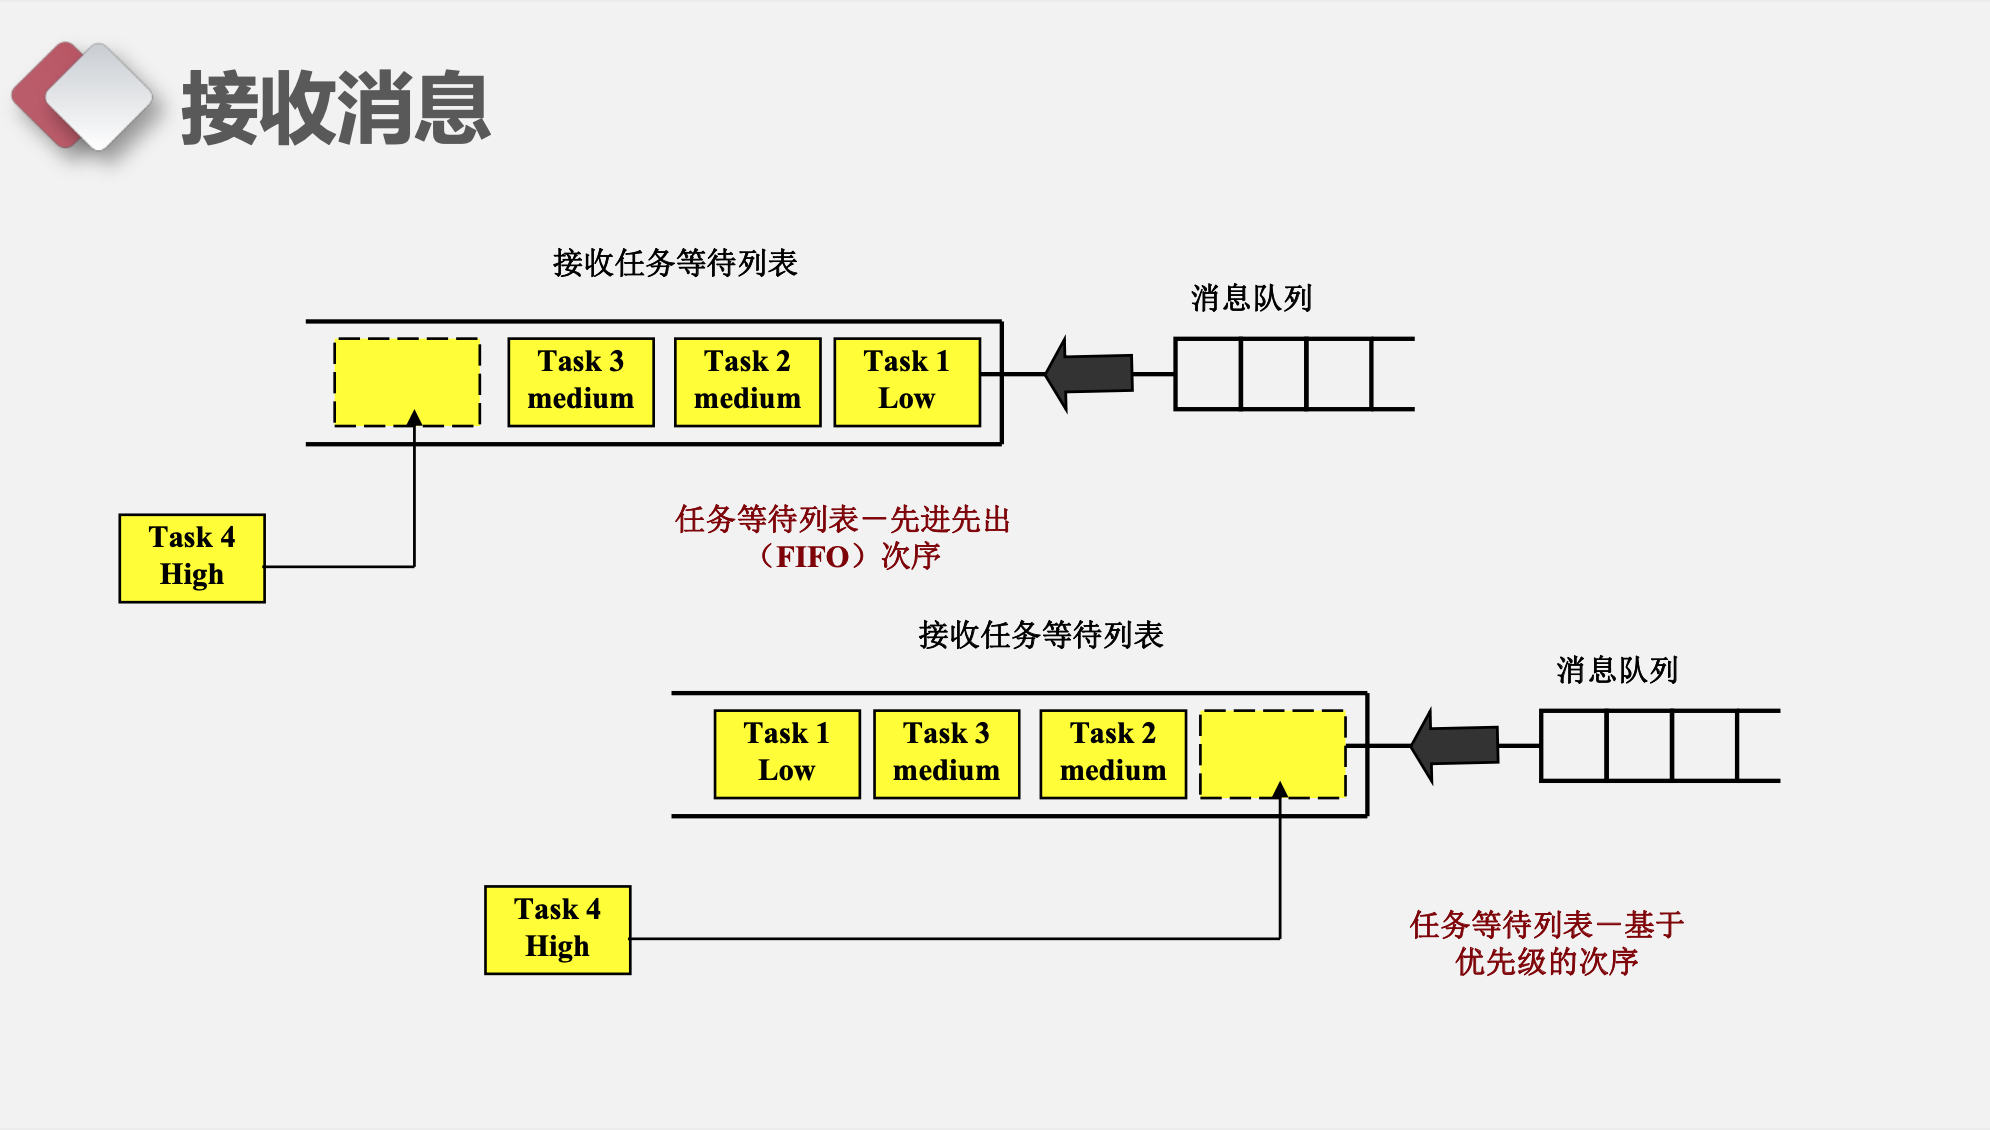 接收消息
接收任务等待列表
消息队列
Task 3
medium
Task 2
medium
Task 1
Low
Task 4
High
任务等待列表－先进先出
（FIFO）次序
接收任务等待列表
消息队列
Task 1
Low
Task 3
medium
Task 2
medium
Task 4
High
任务等待列表－基于
优先级的次序